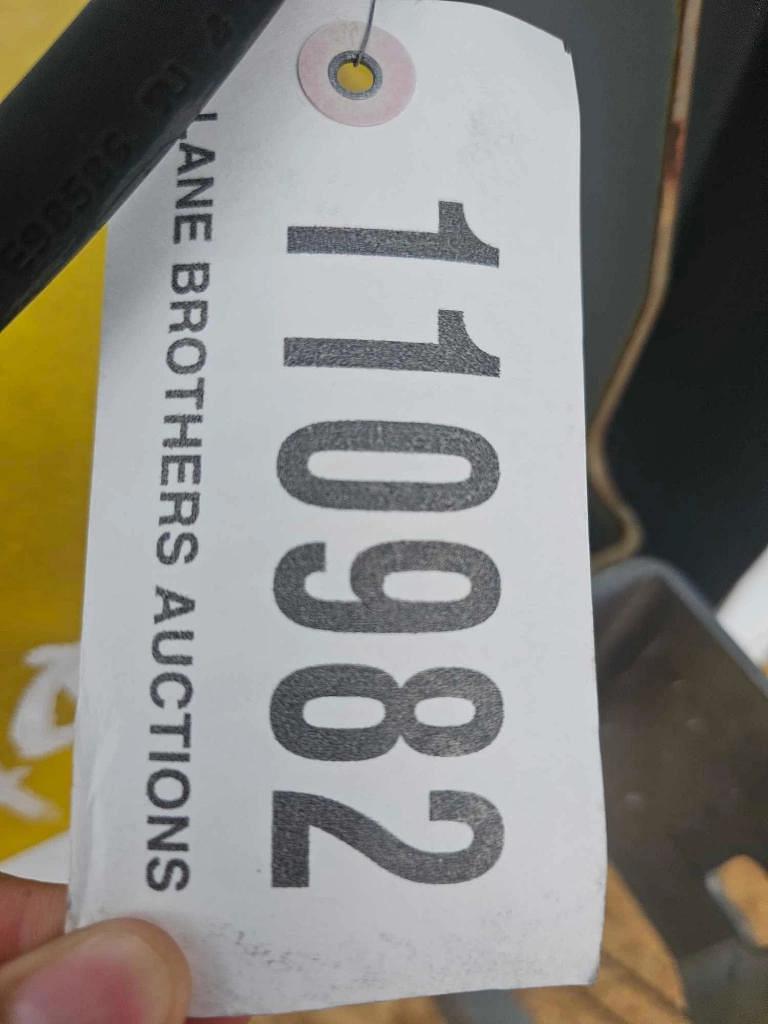 110982
LANE BROTHERS AUCTIONS